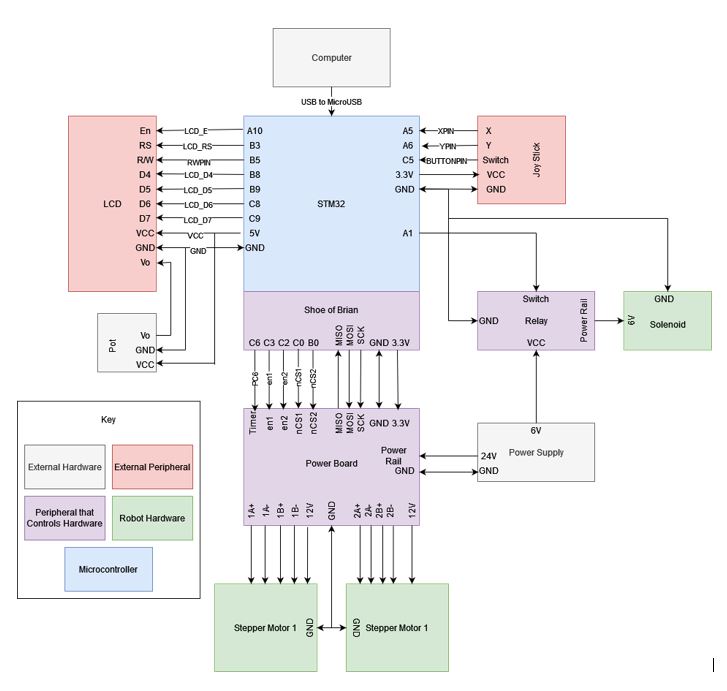 Computer
USB to MicroUSB
LCD
En
RS
R/W
D4
D5
D6
D7
VCC
GND
Vo
LCD_E
LCD_RS
RWPIN
LCD_D4
LCD_D5
LCD_D6
LCD_D7
VCC
GND
A10
B3
B5
B8
B9
C8
C9
5V
GND
STM32
A5
A6
C5
3.3V
GND
A1
XPIN
YPIN
BUTTONPIN
X
Y
Switch
VCC
GND
Joy Stick
Pot
Vo
GND
VCC
Shoe of Brian
C6 C3 C2 C0 B0 MISO MOSI SCK GND 3.3V
PC6 en1 en2 nCS1 nCS2
Timer en1 en2 nCS1 nCS2 MISO MOSI SCK GND 3.3V
Power Board
Power
Rail
GND
1A+ 1A- 1B+ 1B- 12V GND 2A+ 2A- 2B+ 2B- 12V
Switch
GND
Relay
Power Rail
VCC
GND
6V
Solenoid
6V
Power Supply
24V
GND
Stepper Motor 1
GND
GND
Stepper Motor 1
Key
External Hardware
External Peripheral
Peripheral that
Controls Hardware
Robot Hardware
Microcontroller